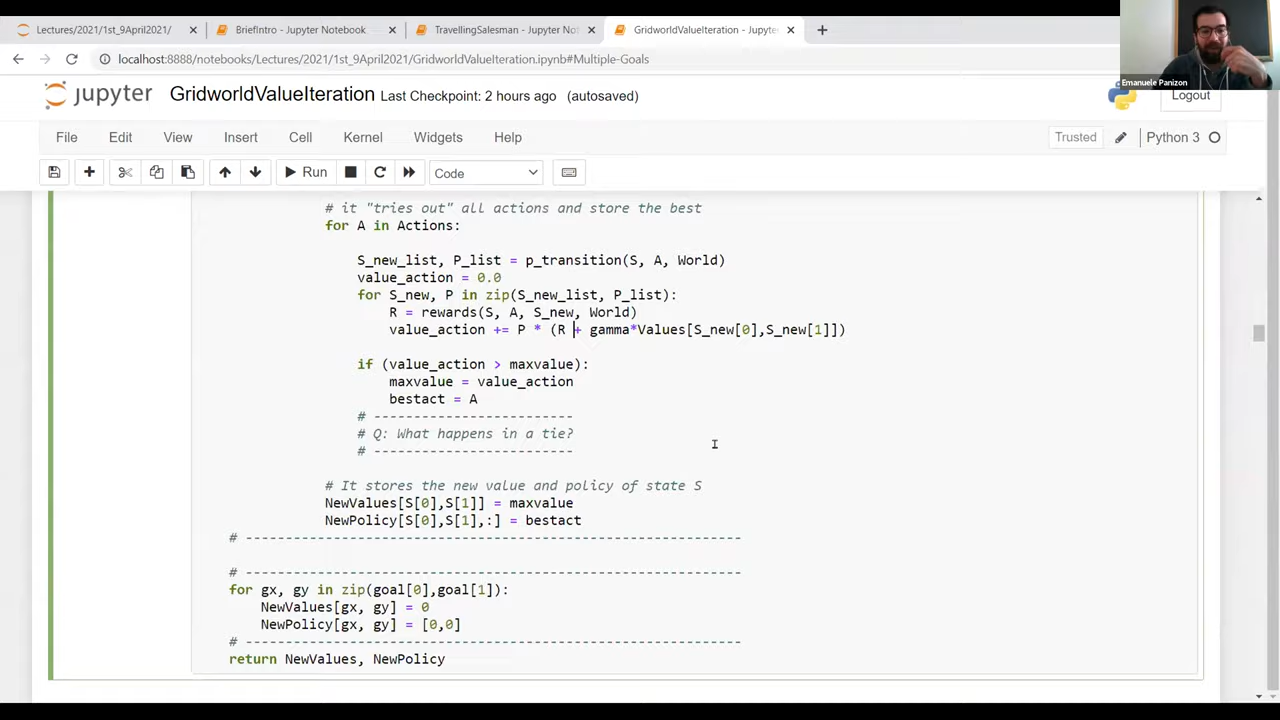 Lectures/2021/1st_9April2021/
BriefIntro - Jupyter Notebook
TravellingSalesman - Jupyter Not
GridworldValueIteration - Jupyte
localhost:8888/notebooks/Lectures/2021/1st_9April2021/GridworldValueIteration.ipynb#Multiple-Goals
Emanuele Panizon
jupyter GridworldValueIteration Last Checkpoint: 2 hours ago (autosaved)
Logout
File Edit View Insert Cell Kernel Widgets Help
Trusted Python 3
Run Code
# it "tries out" all actions and store the best
for A in Actions:
S_new_list, P_list = p_transition(S, A, World)
value_action = 0.0
for S_new, P in zip(S_new_list, P_list):
R = rewards(S, A, S_new, World)
value_action += P * (R + gamma*Values[S_new[0],S_new[1]])
if (value_action > maxvalue):
maxvalue = value_action
bestact = A
# -------------------------
# Q: What happens in a tie?
# -------------------------
# It stores the new value and policy of state S
NewValues[S[0],S[1]] = maxvalue
NewPolicy[S[0],S[1],:] = bestact
# --------------------------------------------------------------
# --------------------------------------------------------------
for gx, gy in zip(goal[0],goal[1]):
NewValues[gx, gy] = 0
NewPolicy[gx, gy] = [0,0]
# --------------------------------------------------------------
return NewValues, NewPolicy